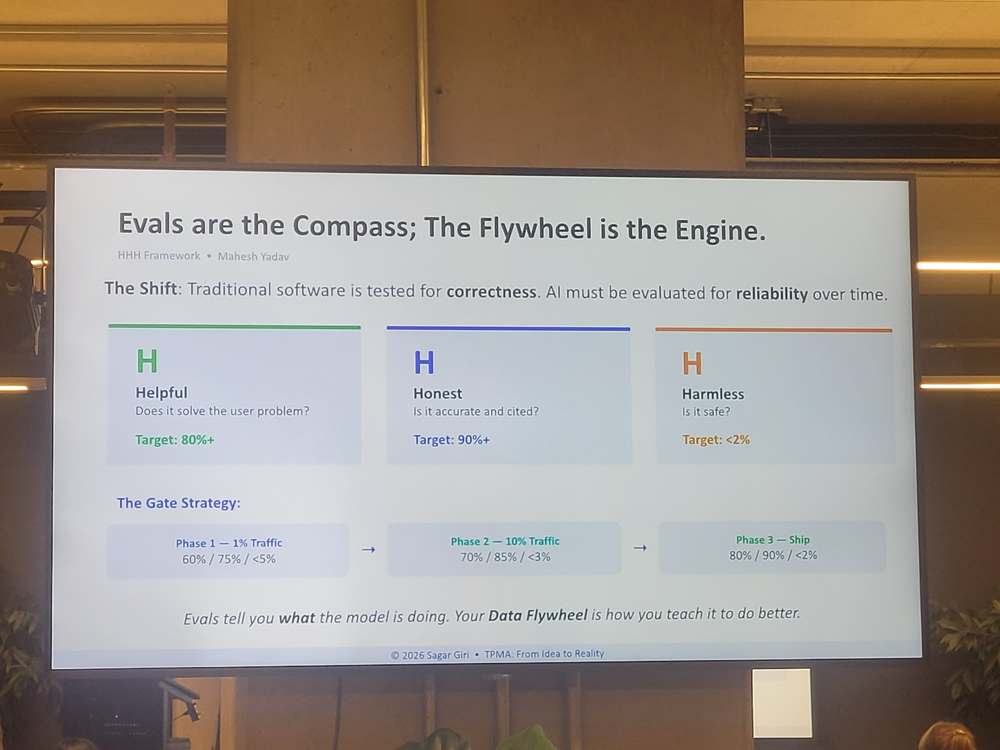 Evals are the Compass; The Flywheel is the Engine.
HHH Framework • Mahesh Yadav
The Shift: Traditional software is tested for correctness. AI must be evaluated for reliability over time.
H
Helpful
Does it solve the user problem?
Target: 80%+
H
Honest
Is it accurate and cited?
Target: 90%+
H
Harmless
Is it safe?
Target: <2%
The Gate Strategy:
Phase 1 — 1% Traffic
60% / 75% / <5%
→
Phase 2 — 10% Traffic
70% / 85% / <3%
→
Phase 3 — Ship
80% / 90% / <2%
Evals tell you what the model is doing. Your Data Flywheel is how you teach it to do better.
© 2026 Sagar Giri • TPMA: From Idea to Reality